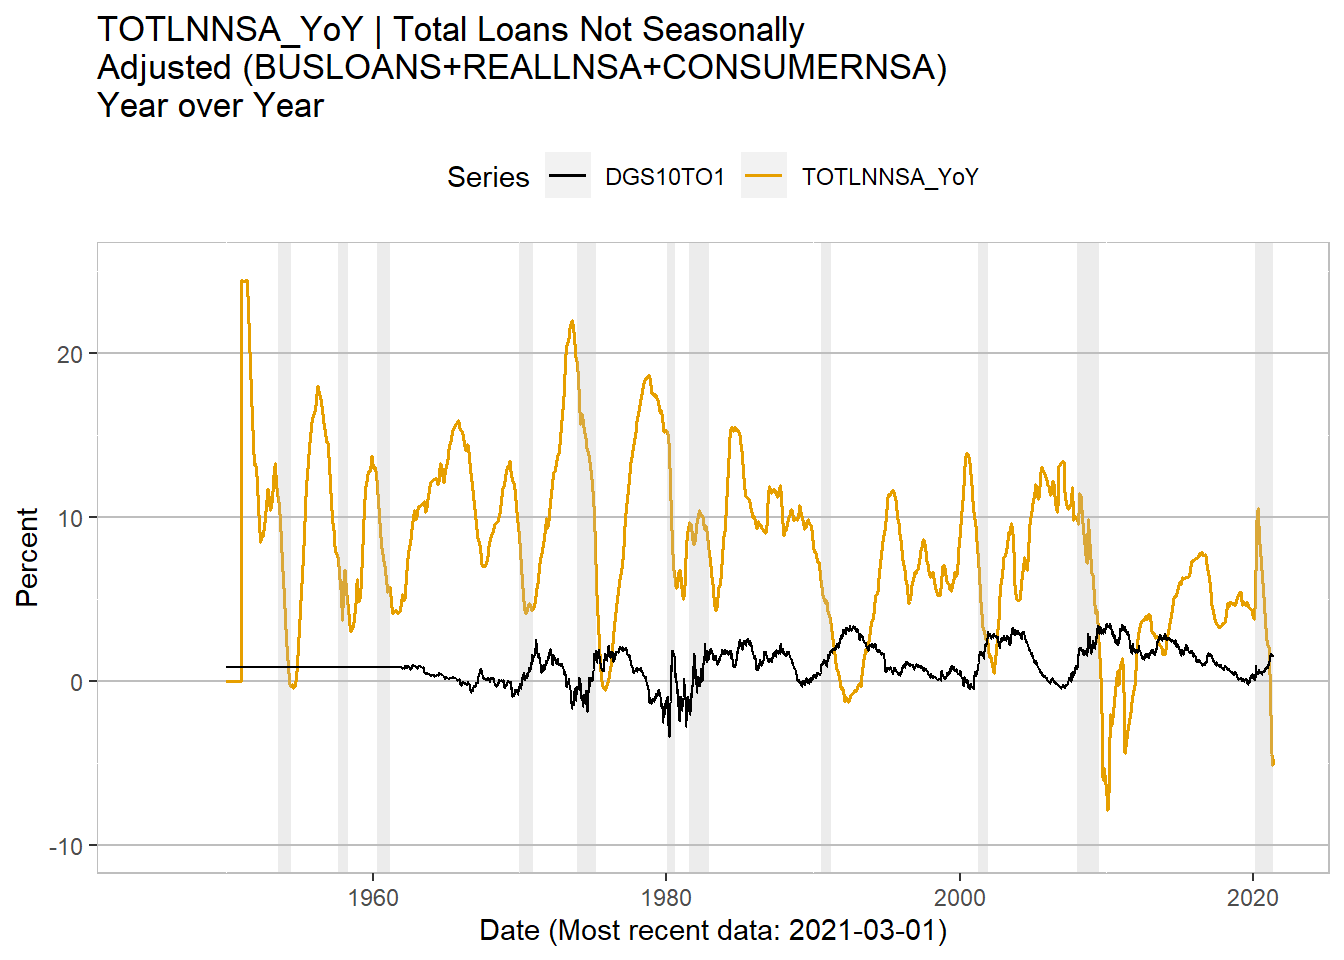 TOTLNNSA_YoY | Total Loans Not Seasonally
Adjusted (BUSLOANS+REALLNSA+CONSUMERNSA)
Year over Year
Series DGS10TO1 TOTLNNSA_YoY
Percent
20
10
0
-10
1960 1980 2000 2020
Date (Most recent data: 2021-03-01)